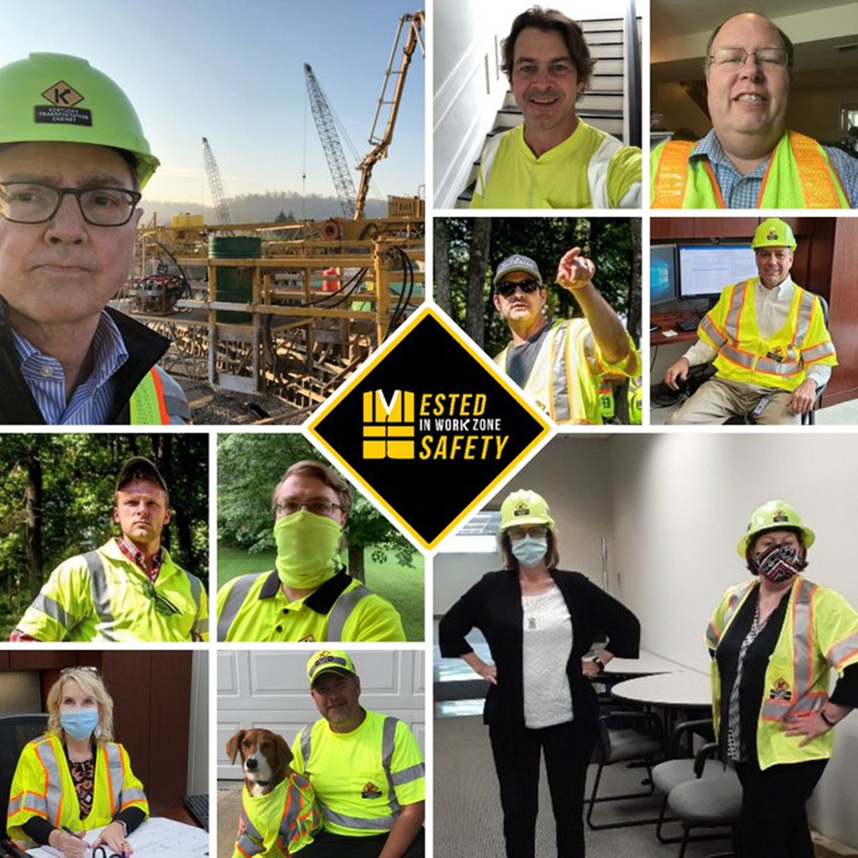 K
KENTUCKY
TRANSPORTATION
CABINET
VESTED
IN WORK ZONE
SAFETY